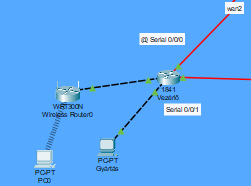 wan2
Serial 0/0/0
1841
Vezérlő
WRT300N
Wireless Router0
Serial 0/0/1
PC-PT
Gyártás
PC-PT
PC0